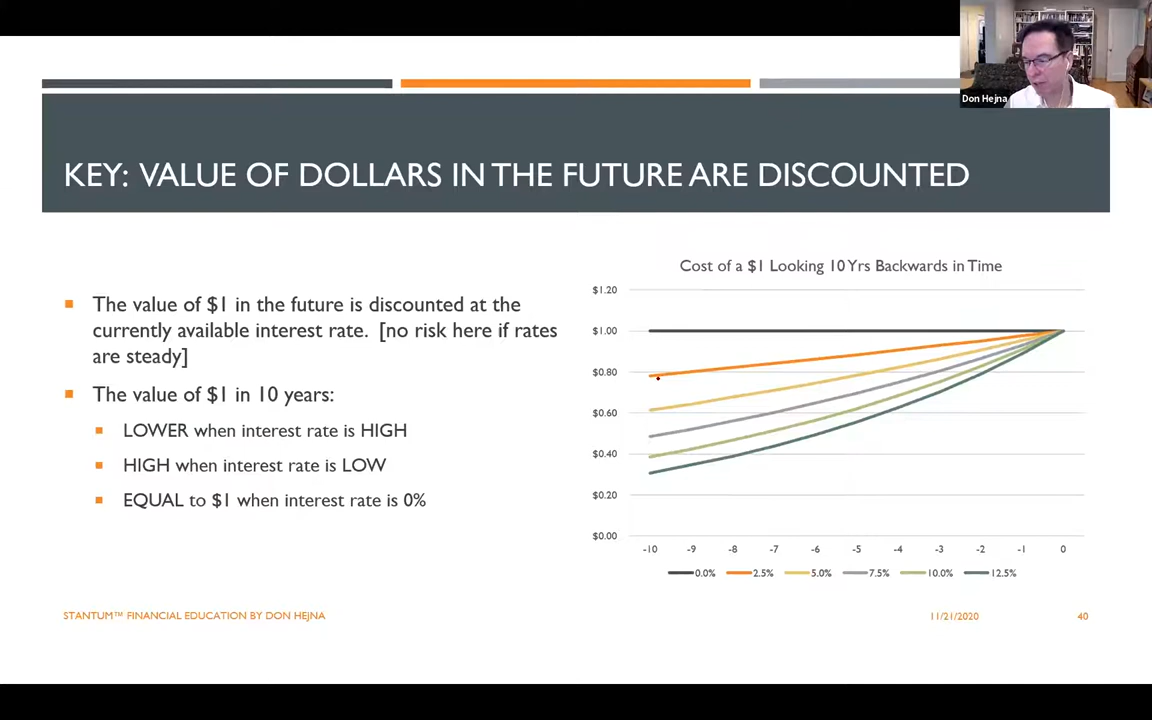 Don Hejna
KEY: VALUE OF DOLLARS IN THE FUTURE ARE DISCOUNTED
The value of $1 in the future is discounted at the
currently available interest rate. [no risk here if rates
are steady]
The value of $1 in 10 years:
LOWER when interest rate is HIGH
HIGH when interest rate is LOW
EQUAL to $1 when interest rate is 0%
Cost of a $1 Looking 10 Yrs Backwards in Time
$1.20
$1.00
$0.80
$0.60
$0.40
$0.20
$0.00
-10 -9 -8 -7 -6 -5 -4 -3 -2 -1 0
0.0% 2.5% 5.0% 7.5% 10.0% 12.5%
STANTUM™ FINANCIAL EDUCATION BY DON HEJNA
11/21/2020
40